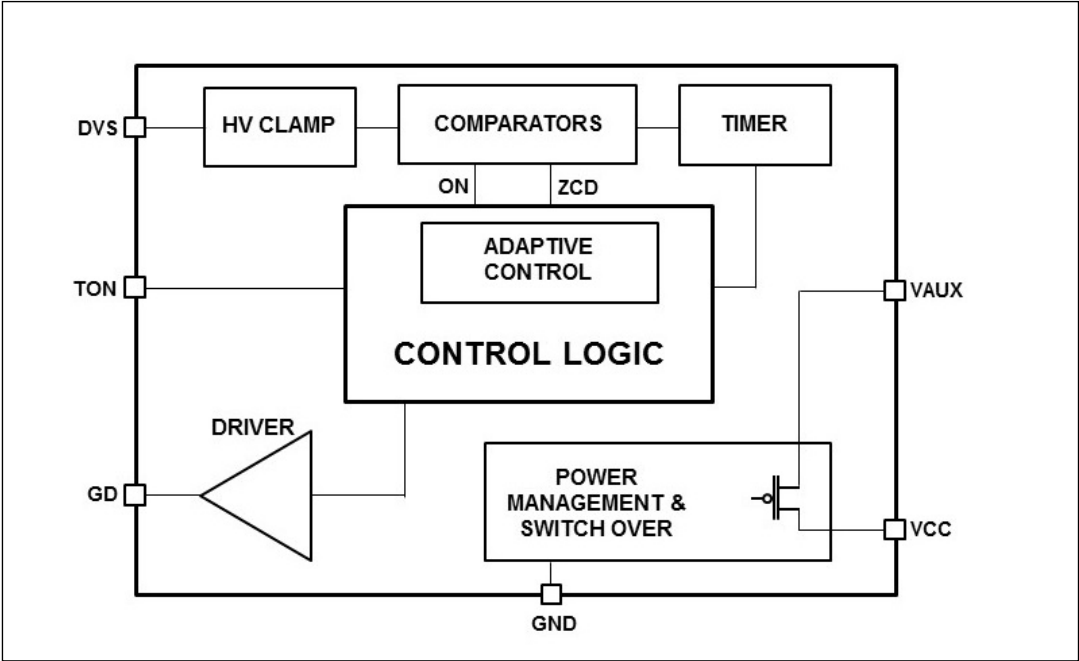 DVS
HV CLAMP
COMPARATORS
TIMER
ON
ZCD
ADAPTIVE
CONTROL
TON
VAUX
CONTROL LOGIC
DRIVER
GD
POWER
MANAGEMENT &
SWITCH OVER
VCC
GND